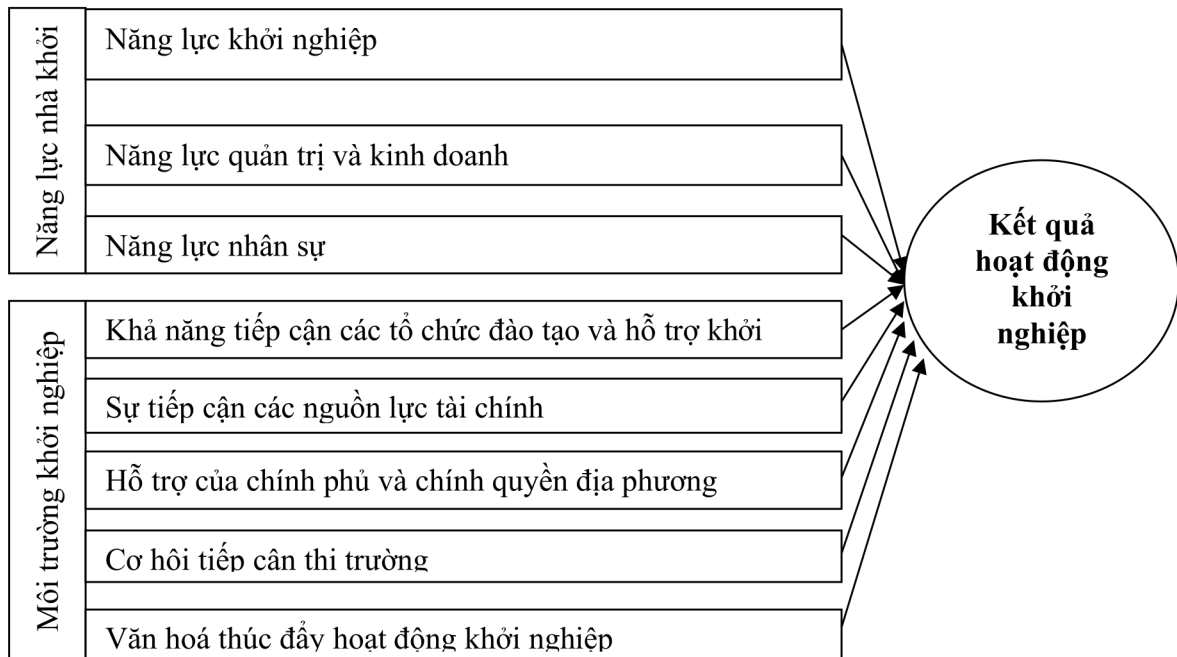 Năng lực nhà khởi
Năng lực khởi nghiệp
Năng lực quản trị và kinh doanh
Năng lực nhân sự
Môi trường khởi nghiệp
Khả năng tiếp cận các tổ chức đào tạo và hỗ trợ khởi
Sự tiếp cận các nguồn lực tài chính
Hỗ trợ của chính phủ và chính quyền địa phương
Cơ hội tiếp cận thị trường
Văn hoá thúc đẩy hoạt động khởi nghiệp
Kết quả
hoạt động
khởi
nghiệp